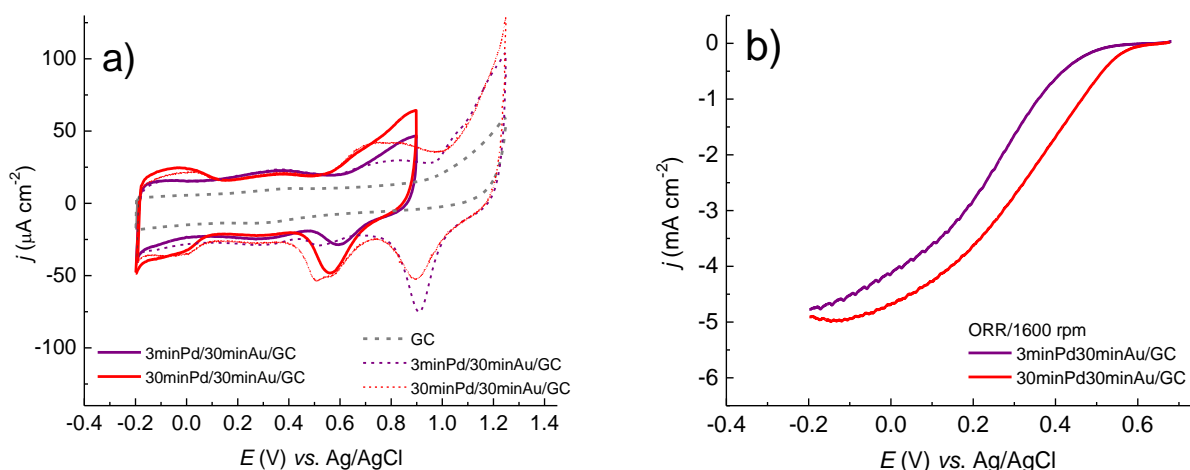 a)
100
50
0
-50
-100
j (μA cm⁻²)
3minPd/30minAu/GC
30minPd/30minAu/GC
GC
3minPd/30minAu/GC
30minPd/30minAu/GC
-0.4 -0.2 0.0 0.2 0.4 0.6 0.8 1.0 1.2 1.4
E (V) vs. Ag/AgCl
b)
0
-1
-2
-3
-4
-5
-6
j (mA cm⁻²)
ORR/1600 rpm
3minPd30minAu/GC
30minPd30minAu/GC
-0.4 -0.2 0.0 0.2 0.4 0.6
E (V) vs. Ag/AgCl